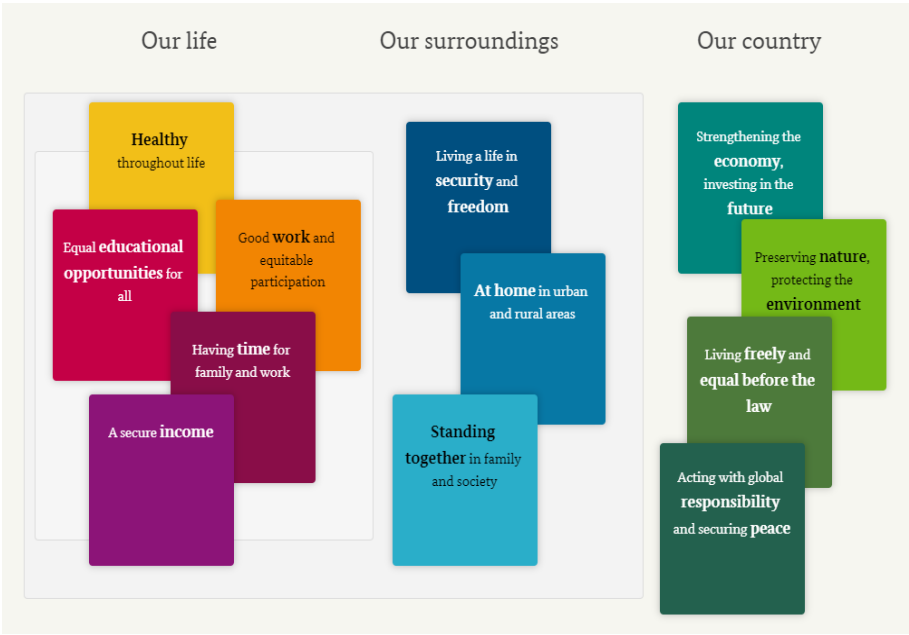 Our life
Our surroundings
Our country
Healthy
throughout life
Equal educational
opportunities for
all
Good work and
equitable
participation
Having time for
family and work
A secure income
Living a life in
security and
freedom
At home in urban
and rural areas
Standing
together in family
and society
Strengthening the
economy,
investing in the
future
Preserving nature,
protecting the
environment
Living freely and
equal before the
law
Acting with global
responsibility
and securing peace